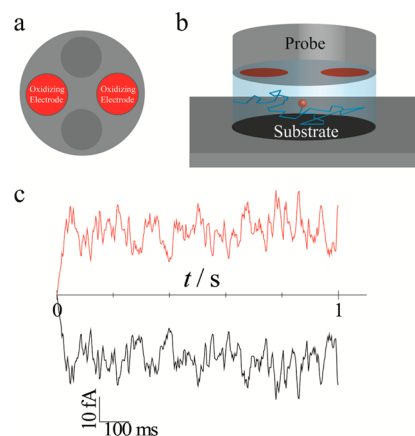 a
b
Oxidizing
Electrode
Oxidizing
Electrode
Probe
Substrate
c
t / s
0
1
10 fA
100 ms